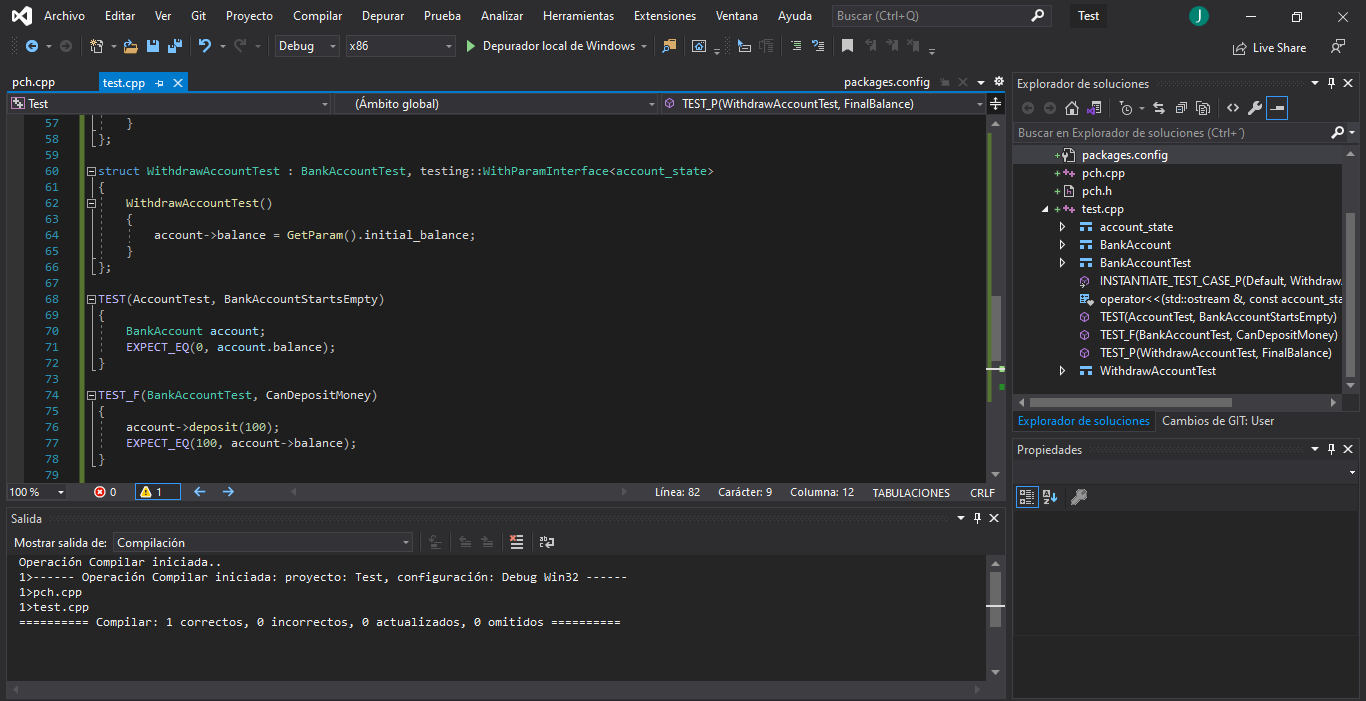 Archivo Editar Ver Git Proyecto Compilar Depurar Prueba Analizar Herramientas Extensiones Ventana Ayuda Buscar (Ctrl+Q) Test J
Debug x86 Depurador local de Windows Live Share
pch.cpp test.cpp packages.config
Test (Ámbito global) TEST_P(WithdrawAccountTest, FinalBalance)
57 }
58 };
59
60 struct WithdrawAccountTest : BankAccountTest, testing::WithParamInterface<account_state>
61 {
62 WithdrawAccountTest()
63 {
64 account->balance = GetParam().initial_balance;
65 }
66 };
67
68 TEST(AccountTest, BankAccountStartsEmpty)
69 {
70 BankAccount account;
71 EXPECT_EQ(0, account.balance);
72 }
73
74 TEST_F(BankAccountTest, CanDepositMoney)
75 {
76 account->deposit(100);
77 EXPECT_EQ(100, account->balance);
78 }
79
100 % 0 1 Línea: 82 Carácter: 9 Columna: 12 TABULACIONES CRLF
Salida
Mostrar salida de: Compilación
Operación Compilar iniciada..
1>------ Operación Compilar iniciada: proyecto: Test, configuración: Debug Win32 ------
1>pch.cpp
1>test.cpp
========== Compilar: 1 correctos, 0 incorrectos, 0 actualizados, 0 omitidos ==========
Explorador de soluciones
Buscar en Explorador de soluciones (Ctrl+´)
packages.config
pch.cpp
pch.h
test.cpp
account_state
BankAccount
BankAccountTest
INSTANTIATE_TEST_CASE_P(Default, Withdraw
operator<<(std::ostream &, const account_sta
TEST(AccountTest, BankAccountStartsEmpty)
TEST_F(BankAccountTest, CanDepositMoney)
TEST_P(WithdrawAccountTest, FinalBalance)
WithdrawAccountTest
Explorador de soluciones Cambios de GIT: User
Propiedades